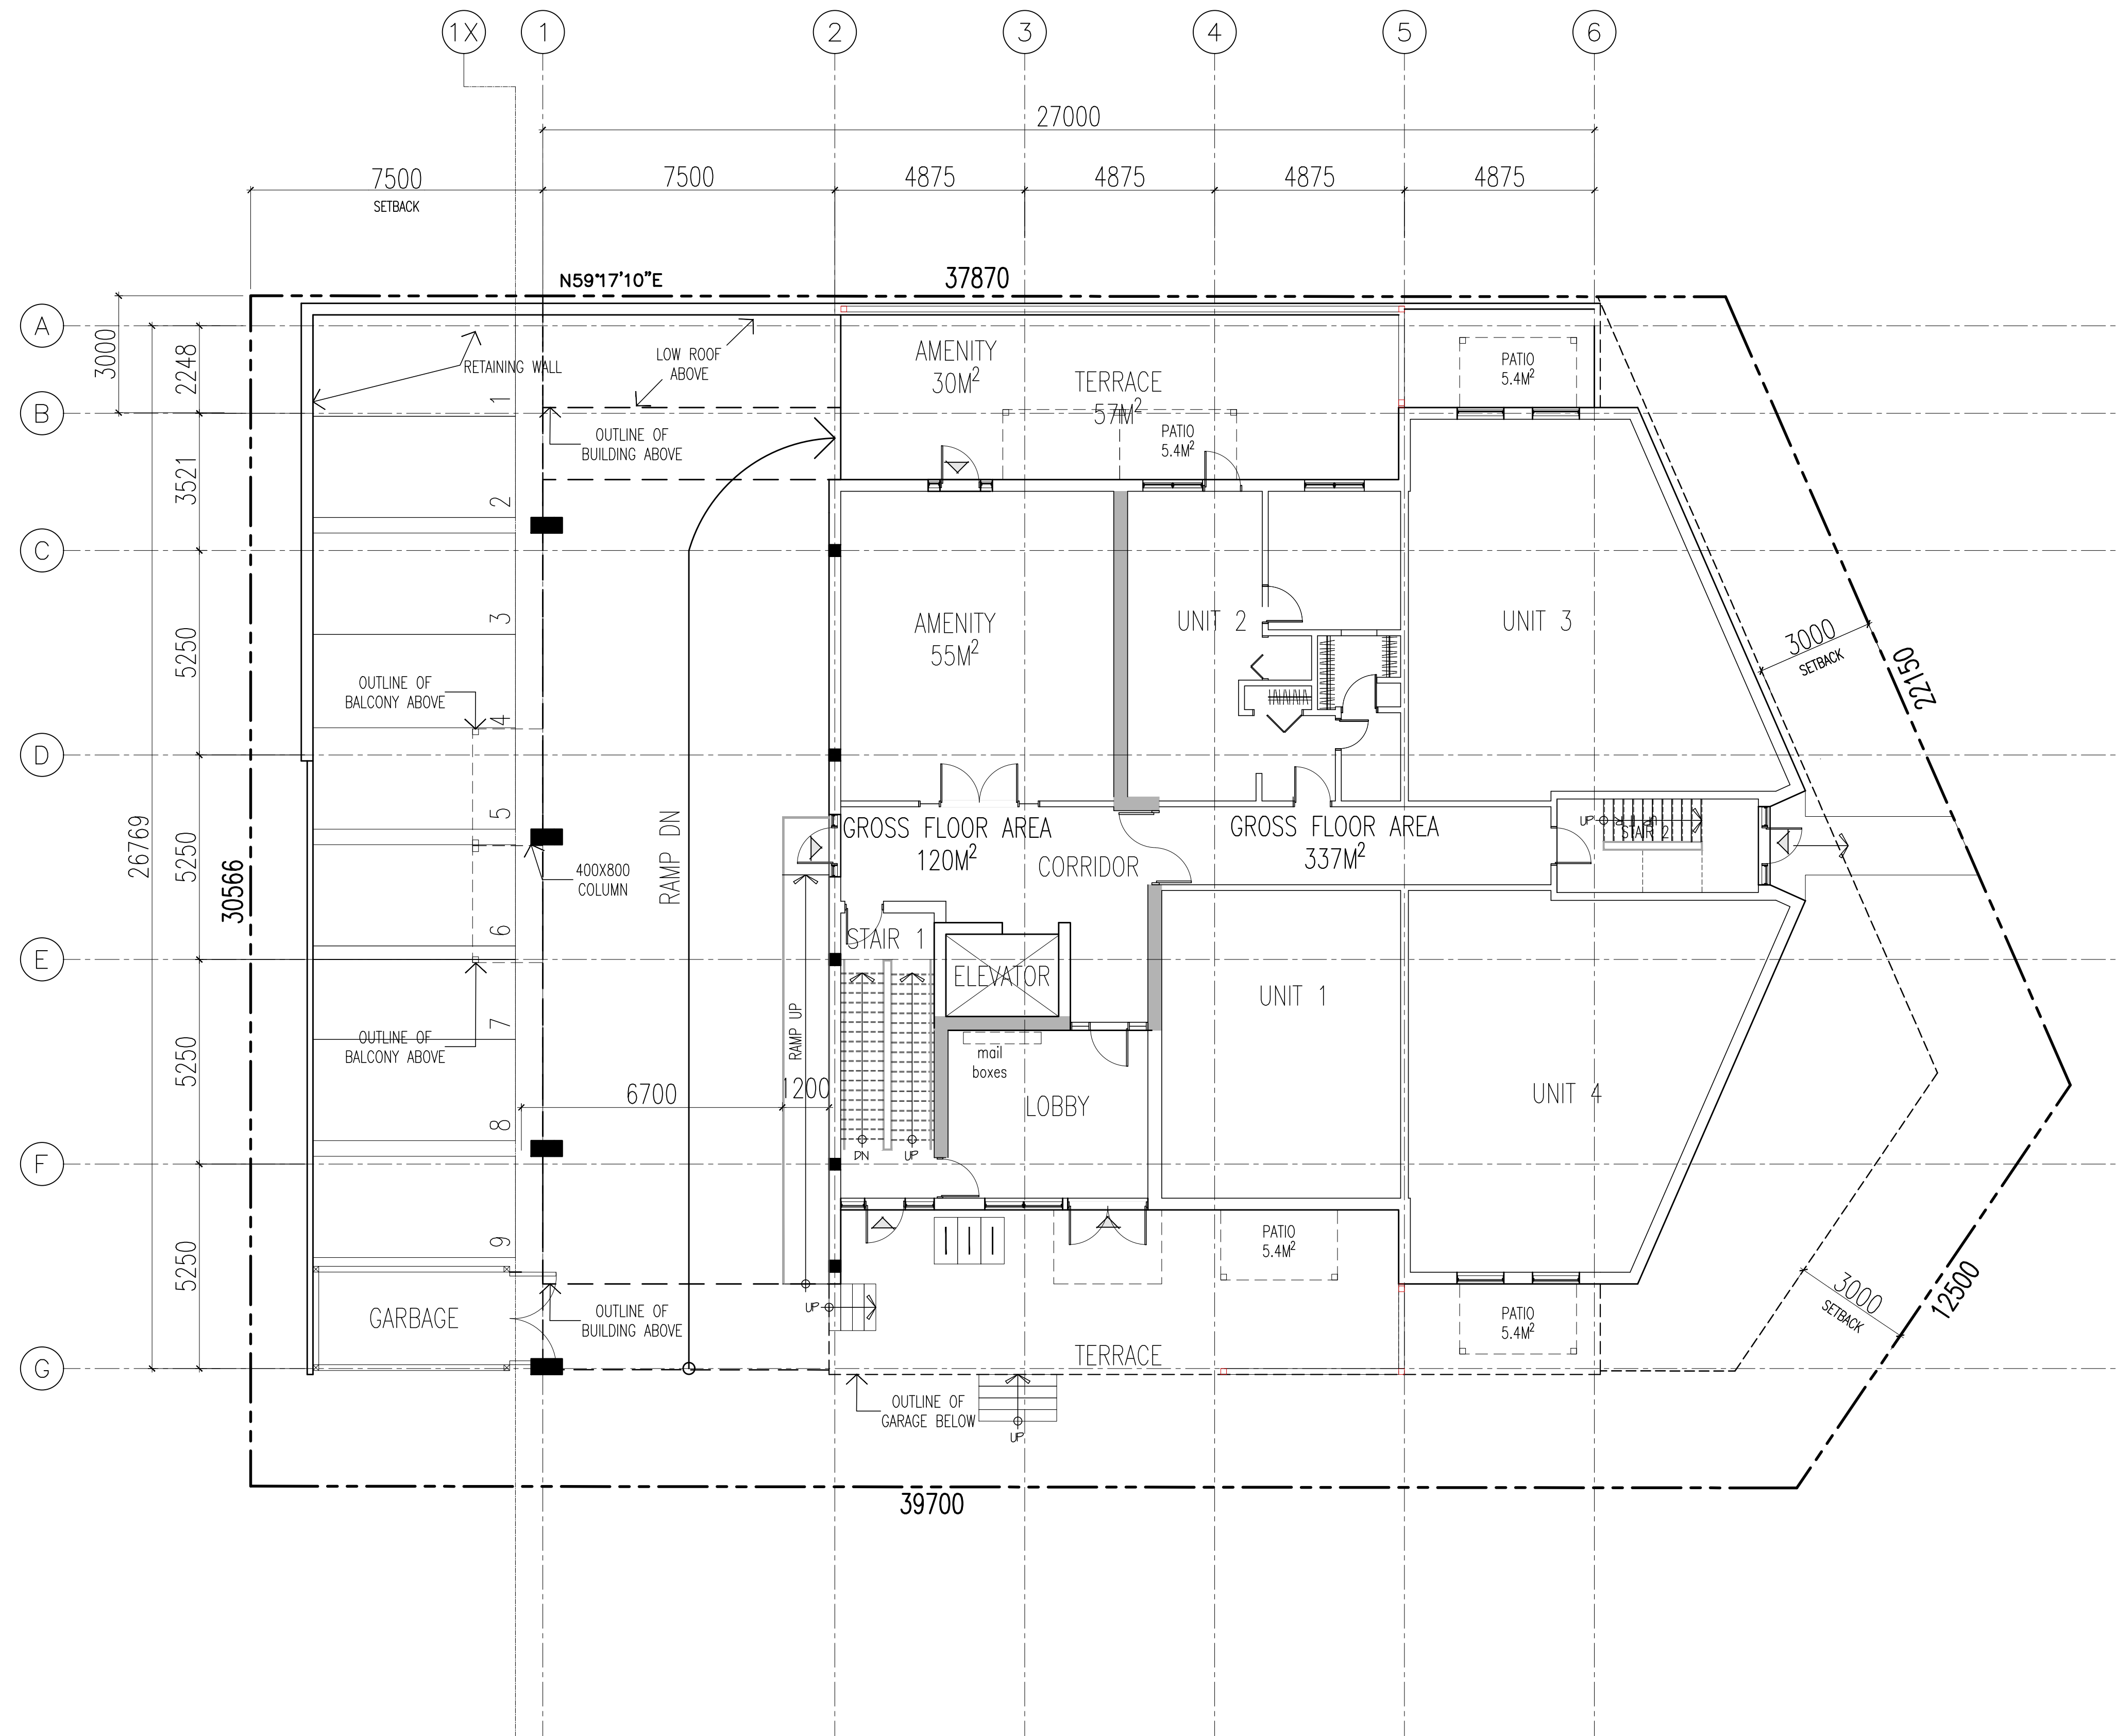 1X
1
2
3
4
5
6
27000
7500
SETBACK
7500
4875
4875
4875
4875
N59°17'10"E
37870
A
B
C
D
E
F
G
3000
2248
3521
5250
5250
5250
5250
26769
30566
RETAINING WALL
LOW ROOF
ABOVE
AMENITY
30M²
TERRACE
57M²
PATIO
5.4M²
PATIO
5.4M²
OUTLINE OF
BUILDING ABOVE
1
2
3
4
5
6
7
8
9
AMENITY
55M²
UNIT 2
UNIT 3
3000
SETBACK
22150
OUTLINE OF
BALCONY ABOVE
RAMP DN
400X800
COLUMN
GROSS FLOOR AREA
120M²
CORRIDOR
GROSS FLOOR AREA
337M²
UP
STAIR 2
STAIR 1
ELEVATOR
UNIT 1
OUTLINE OF
BALCONY ABOVE
RAMP UP
mail
boxes
6700
1200
LOBBY
UNIT 4
DN
UP
PATIO
5.4M²
GARBAGE
OUTLINE OF
BUILDING ABOVE
UP
TERRACE
PATIO
5.4M²
3000
SETBACK
12500
OUTLINE OF
GARAGE BELOW
UP
39700